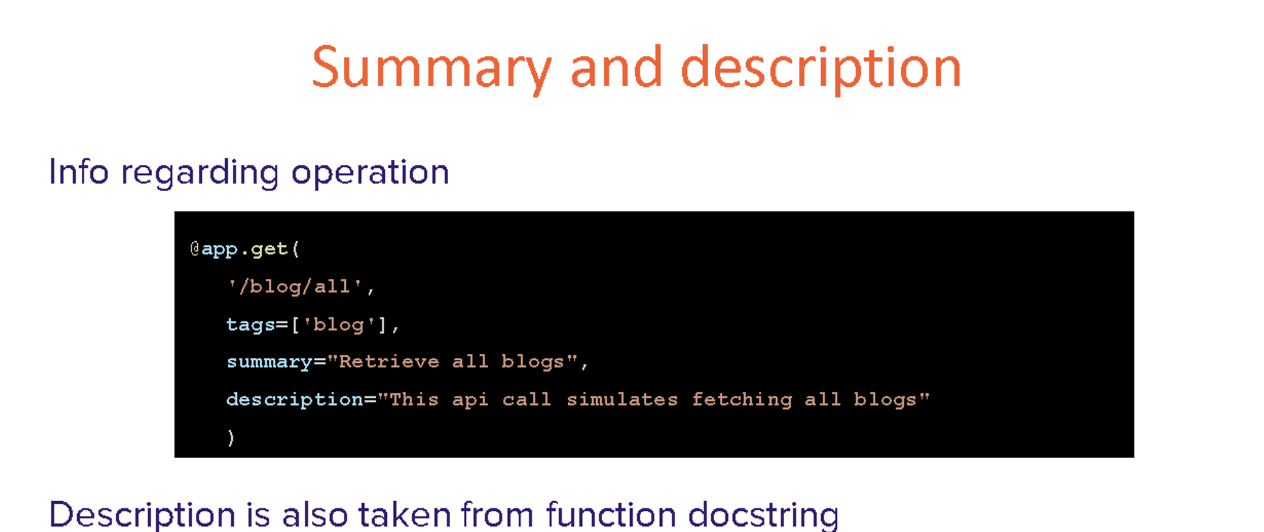 Summary and description
Info regarding operation
@app.get(
'/blog/all',
tags=['blog'],
summary="Retrieve all blogs",
description="This api call simulates fetching all blogs"
)
Description is also taken from function docstring